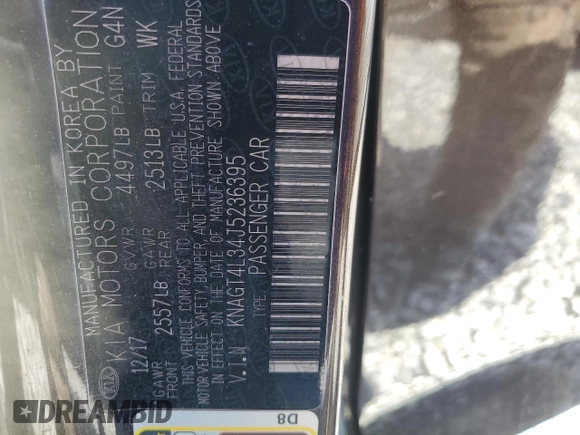 MANUFACTURED IN KOREA BY
KIA MOTORS CORPORATION
12/17 GVWR 4497LB PAINT G4N
GAWR FRONT 2557LB GAWR REAR 2513LB TRIM WK
THIS VEHICLE CONFORMS TO ALL APPLICABLE U.S.A. FEDERAL
MOTOR VEHICLE SAFETY,BUMPER,AND THEFT PREVENTION STANDARDS
IN EFFECT ON THE DATE OF MANUFACTURE SHOWN ABOVE
V.I.N KNAGT4L34J5236395
TYPE PASSENGER CAR
D8
DREAMBID